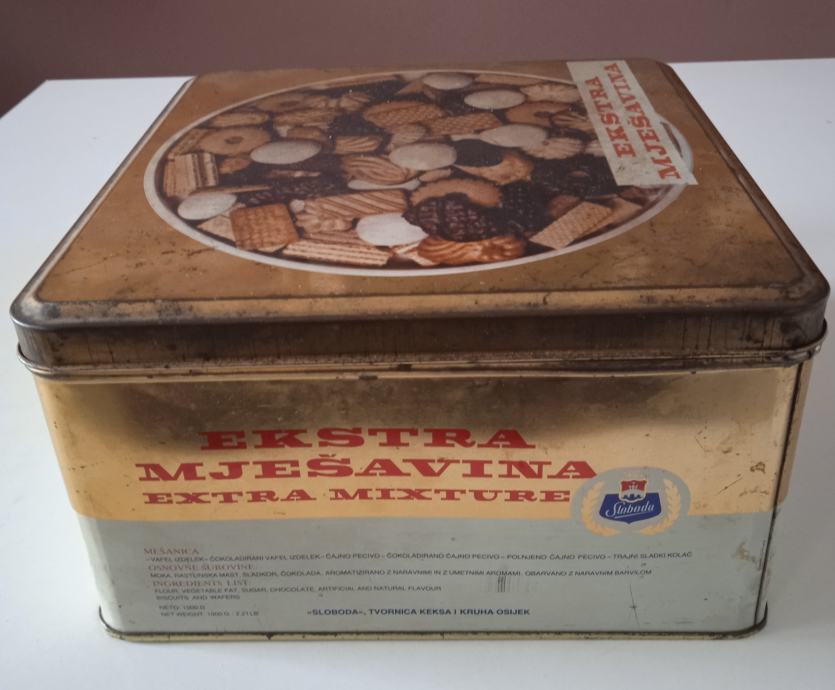 EKSTRA
MJEŠAVINA
EKSTRA
MJEŠAVINA
EXTRA MIXTURE
Sloboda
MEŠANICA
–VAFEL IZDELEK– ČOKOLADIRANI VAFEL IZDELEK– ČAJNO PECIVO – ČOKOLADIRANO ČAJNO PECIVO – POLNJENO ČAJNO PECIVO – TRAJNI SLADKI KOLAČ
OSNOVNE SUROVINE:
MOKA, RASTLINSKA MAST, SLADKOR, ČOKOLADA, AROMATIZIRANO Z NARAVNIMI IN Z UMETNIMI AROMAMI. OBARVANO Z NARAVNIM BARVILOM
INGREDIENTS LIST:
FLOUR, VEGETABLE FAT, SUGAR, CHOCOLATE, ARTIFICIAL AND NATURAL FLAVOUR
BISCUITS AND WAFERS
NETO: 1000 G
NET WEIGHT: 1000 G / 2.21 LB
»SLOBODA«, TVORNICA KEKSA I KRUHA OSIJEK